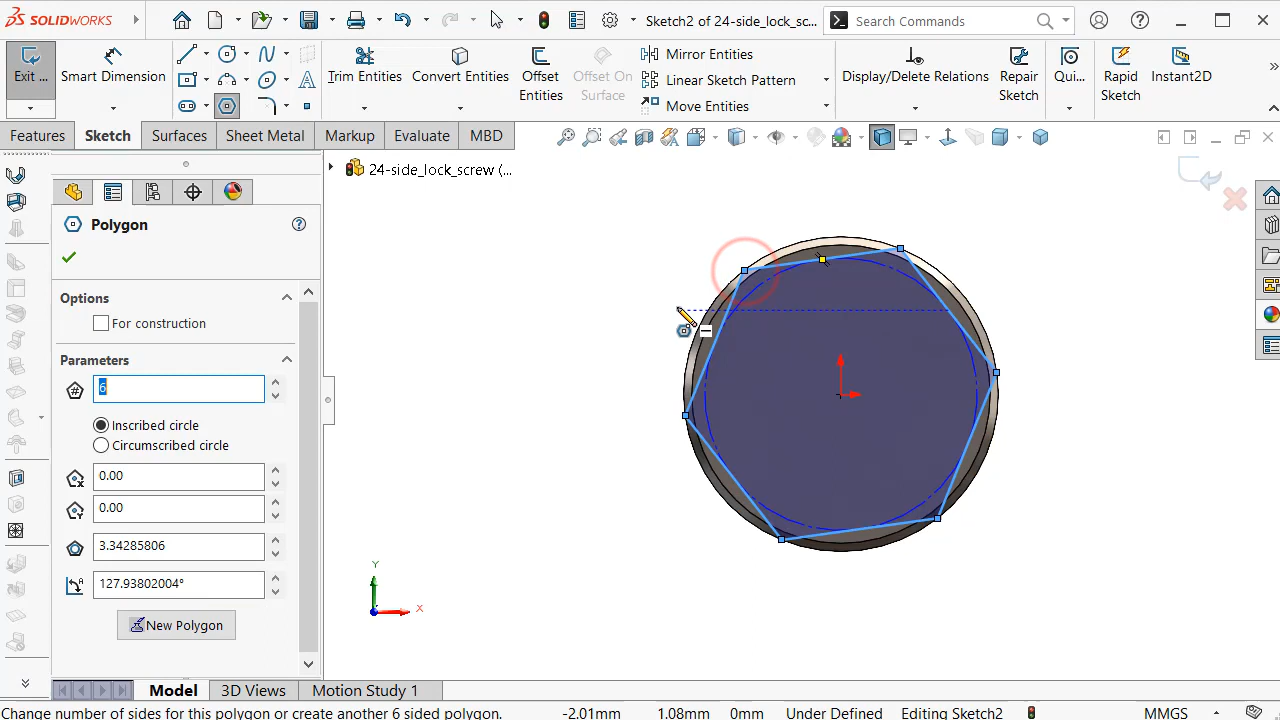 SOLIDWORKS
Sketch2 of 24-side_lock_sc...
Search Commands
Exit ...
Smart Dimension
Trim Entities
Convert Entities
Offset Entities
Offset On Surface
Mirror Entities
Linear Sketch Pattern
Move Entities
Display/Delete Relations
Repair Sketch
Qui...
Rapid Sketch
Instant2D
Features
Sketch
Surfaces
Sheet Metal
Markup
Evaluate
MBD
24-side_lock_screw (...
Polygon
Options
For construction
Parameters
6
Inscribed circle
Circumscribed circle
0.00
0.00
3.34285806
127.93802004°
New Polygon
Y
X
Model
3D Views
Motion Study 1
Change number of sides for this polygon or create another 6 sided polygon.
-2.01mm
1.08mm
0mm
Under Defined
Editing Sketch2
MMGS